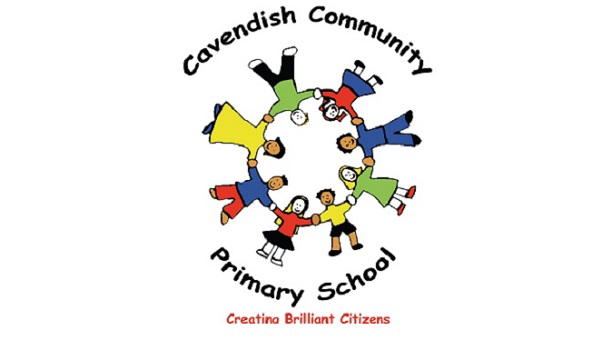 Cavendish Community
Primary School
Creating Brilliant Citizens